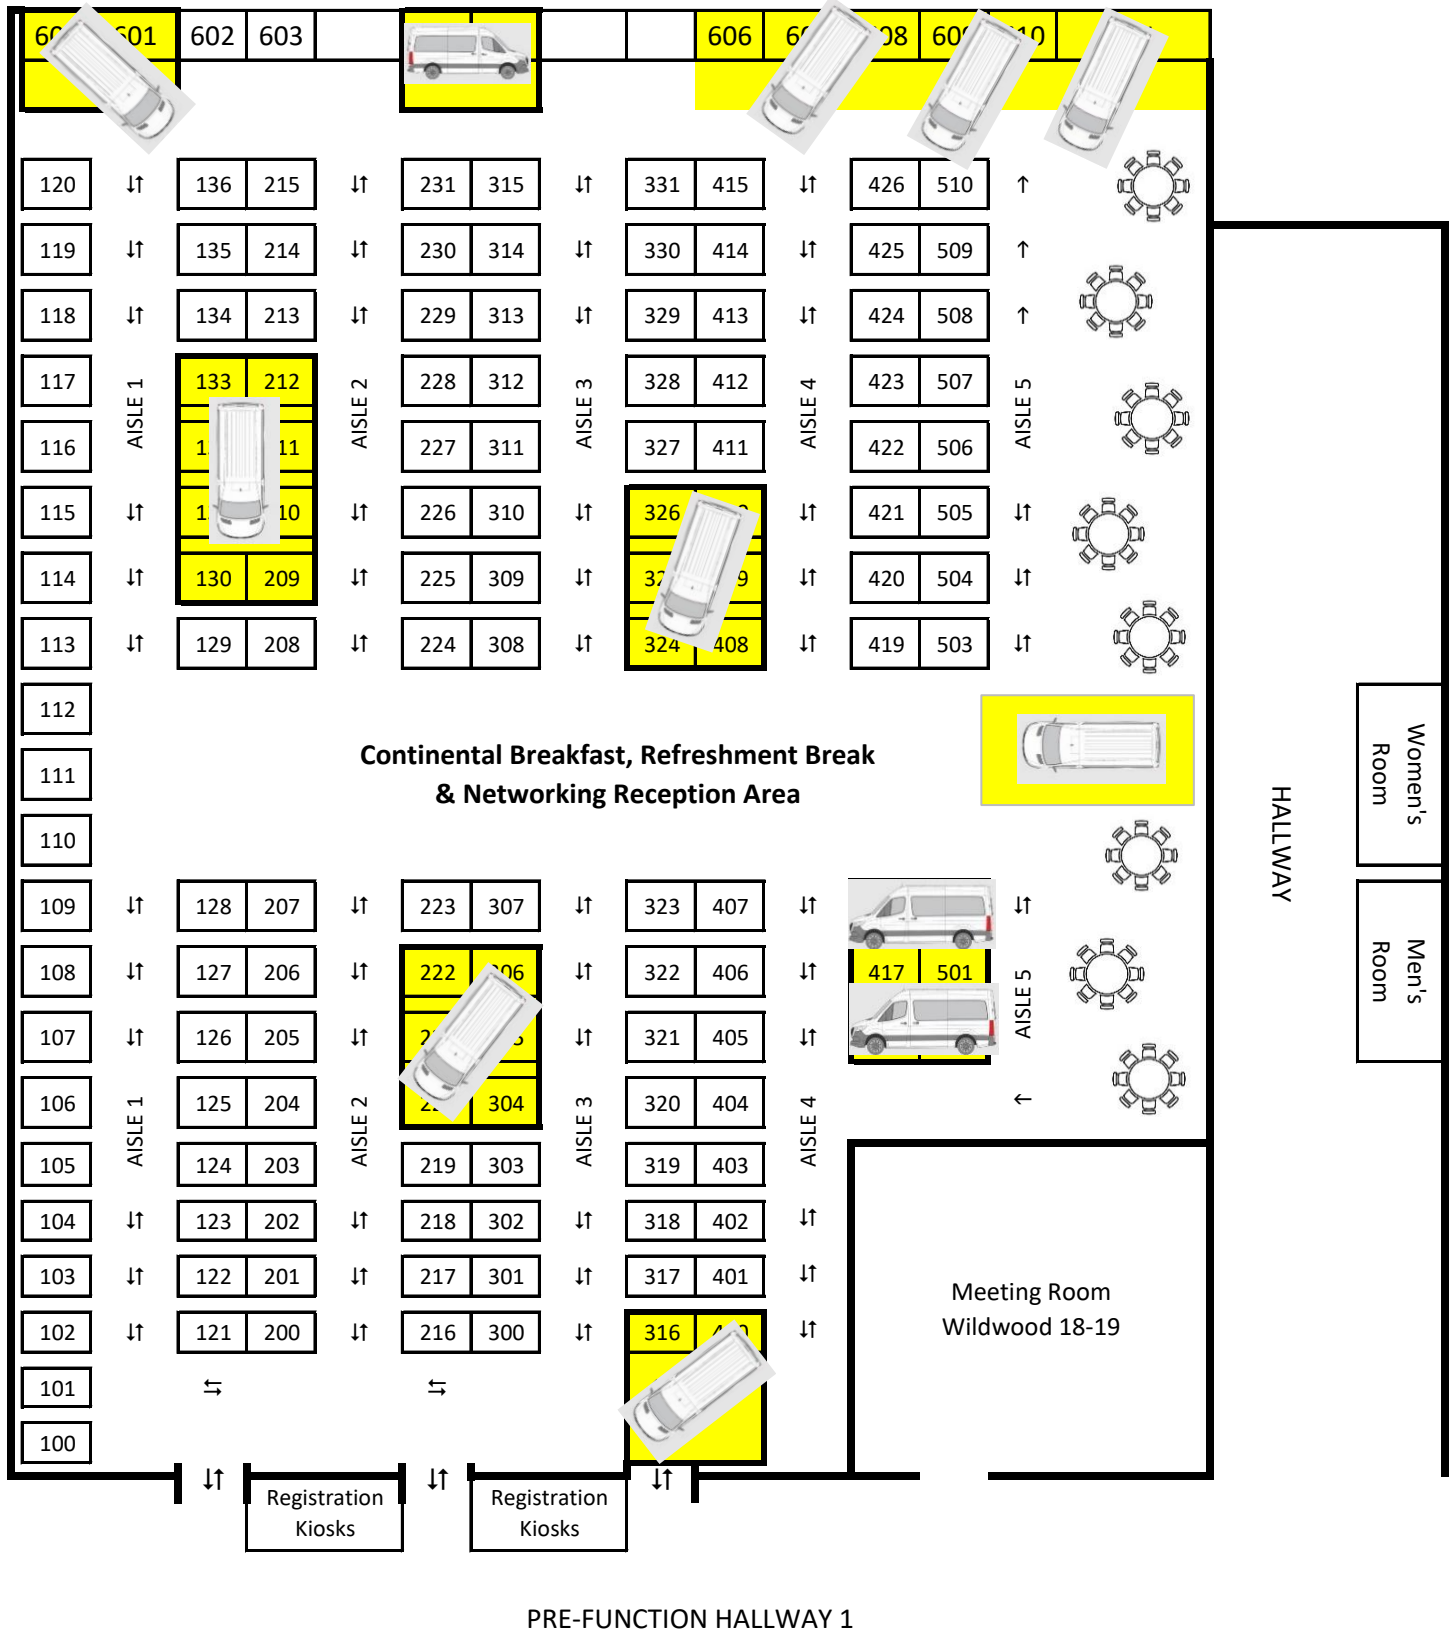 601 602 603 606 10
120 136 215 231 315 331 415 426 510
119 135 214 230 314 330 414 425 509
118 134 213 229 313 329 413 424 508
117 AISLE 1 133 212 AISLE 2 228 312 AISLE 3 328 412 AISLE 4 423 507 AISLE 5
116 227 311 327 411 422 506
115 226 310 326 421 505
114 130 209 225 309 420 504
113 129 208 224 308 324 408 419 503
112
111
110
Continental Breakfast, Refreshment Break
& Networking Reception Area
HALLWAY
Women's
Room
Men's
Room
109 128 207 223 307 323 407
108 127 206 222 322 406 417 501
107 126 205 321 405 AISLE 5
106 AISLE 1 125 204 AISLE 2 304 AISLE 3 320 404 AISLE 4
105 124 203 219 303 319 403
104 123 202 218 302 318 402
103 122 201 217 301 317 401
102 121 200 216 300 316
101
100
Meeting Room
Wildwood 18-19
Registration
Kiosks
Registration
Kiosks
PRE-FUNCTION HALLWAY 1